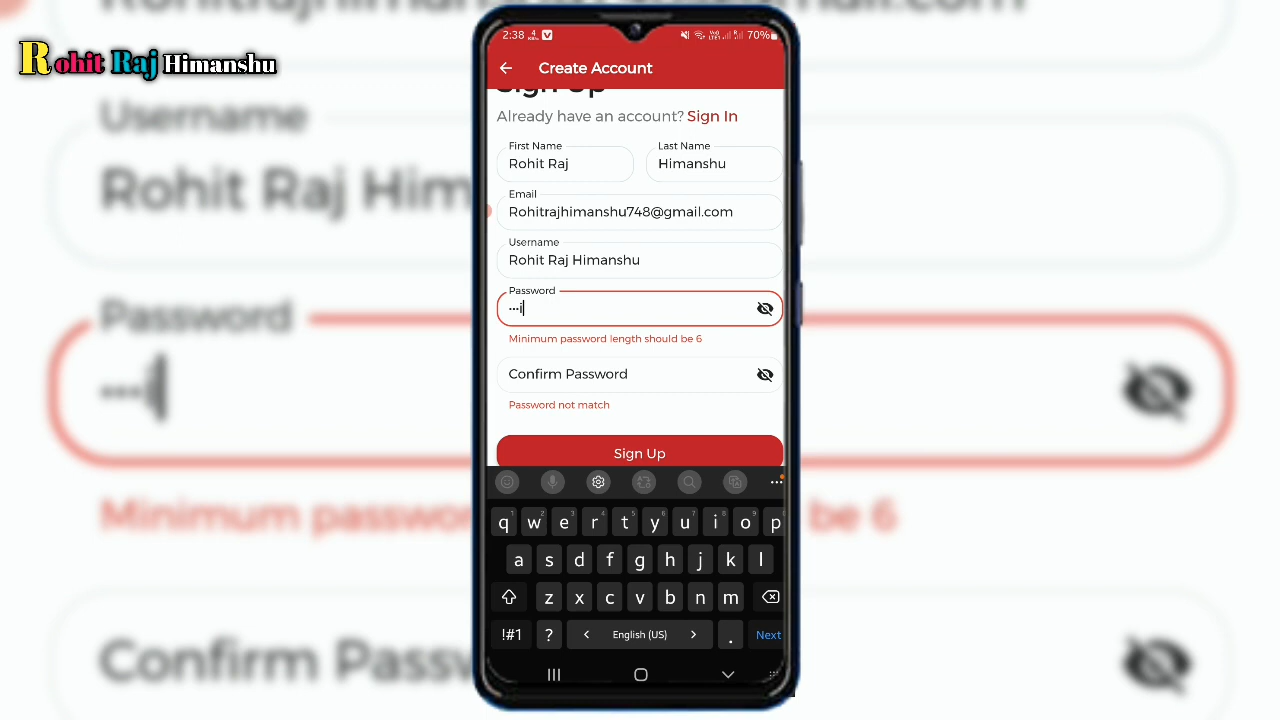 Rohit Raj Himanshu
2:38
70%
Create Account
Sign Up
Already have an account? Sign In
First Name
Last Name
Rohit Raj
Himanshu
Email
Rohitrajhimanshu748@gmail.com
Username
Rohit Raj Himanshu
Password
•••i
Minimum password length should be 6
Confirm Password
Password not match
Sign Up
q w e r t y u i o p
a s d f g h j k l
z x c v b n m
!#1 ? < English (US) > . Next
Username
Rohit Raj Him
Password
•••i
Minimum passwo
be 6
Confirm Passw